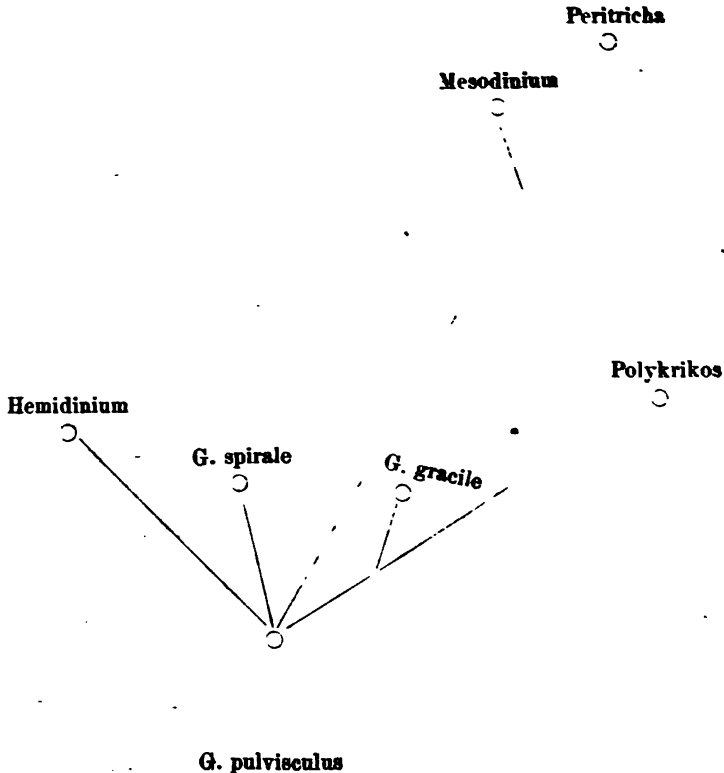 Peritricha
Mesodinium
Polykrikos
Hemidinium
G. spirale
G. gracile
G. pulvisculus